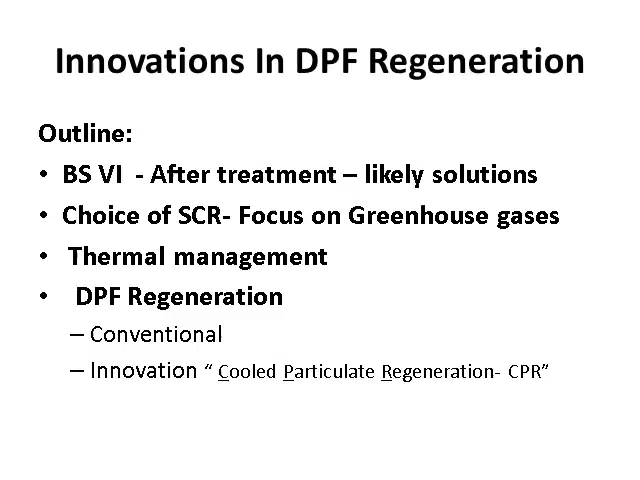 Innovations In DPF Regeneration
Outline:
• BS VI - After treatment – likely solutions
• Choice of SCR- Focus on Greenhouse gases
• Thermal management
• DPF Regeneration
– Conventional
– Innovation “ Cooled Particulate Regeneration- CPR”